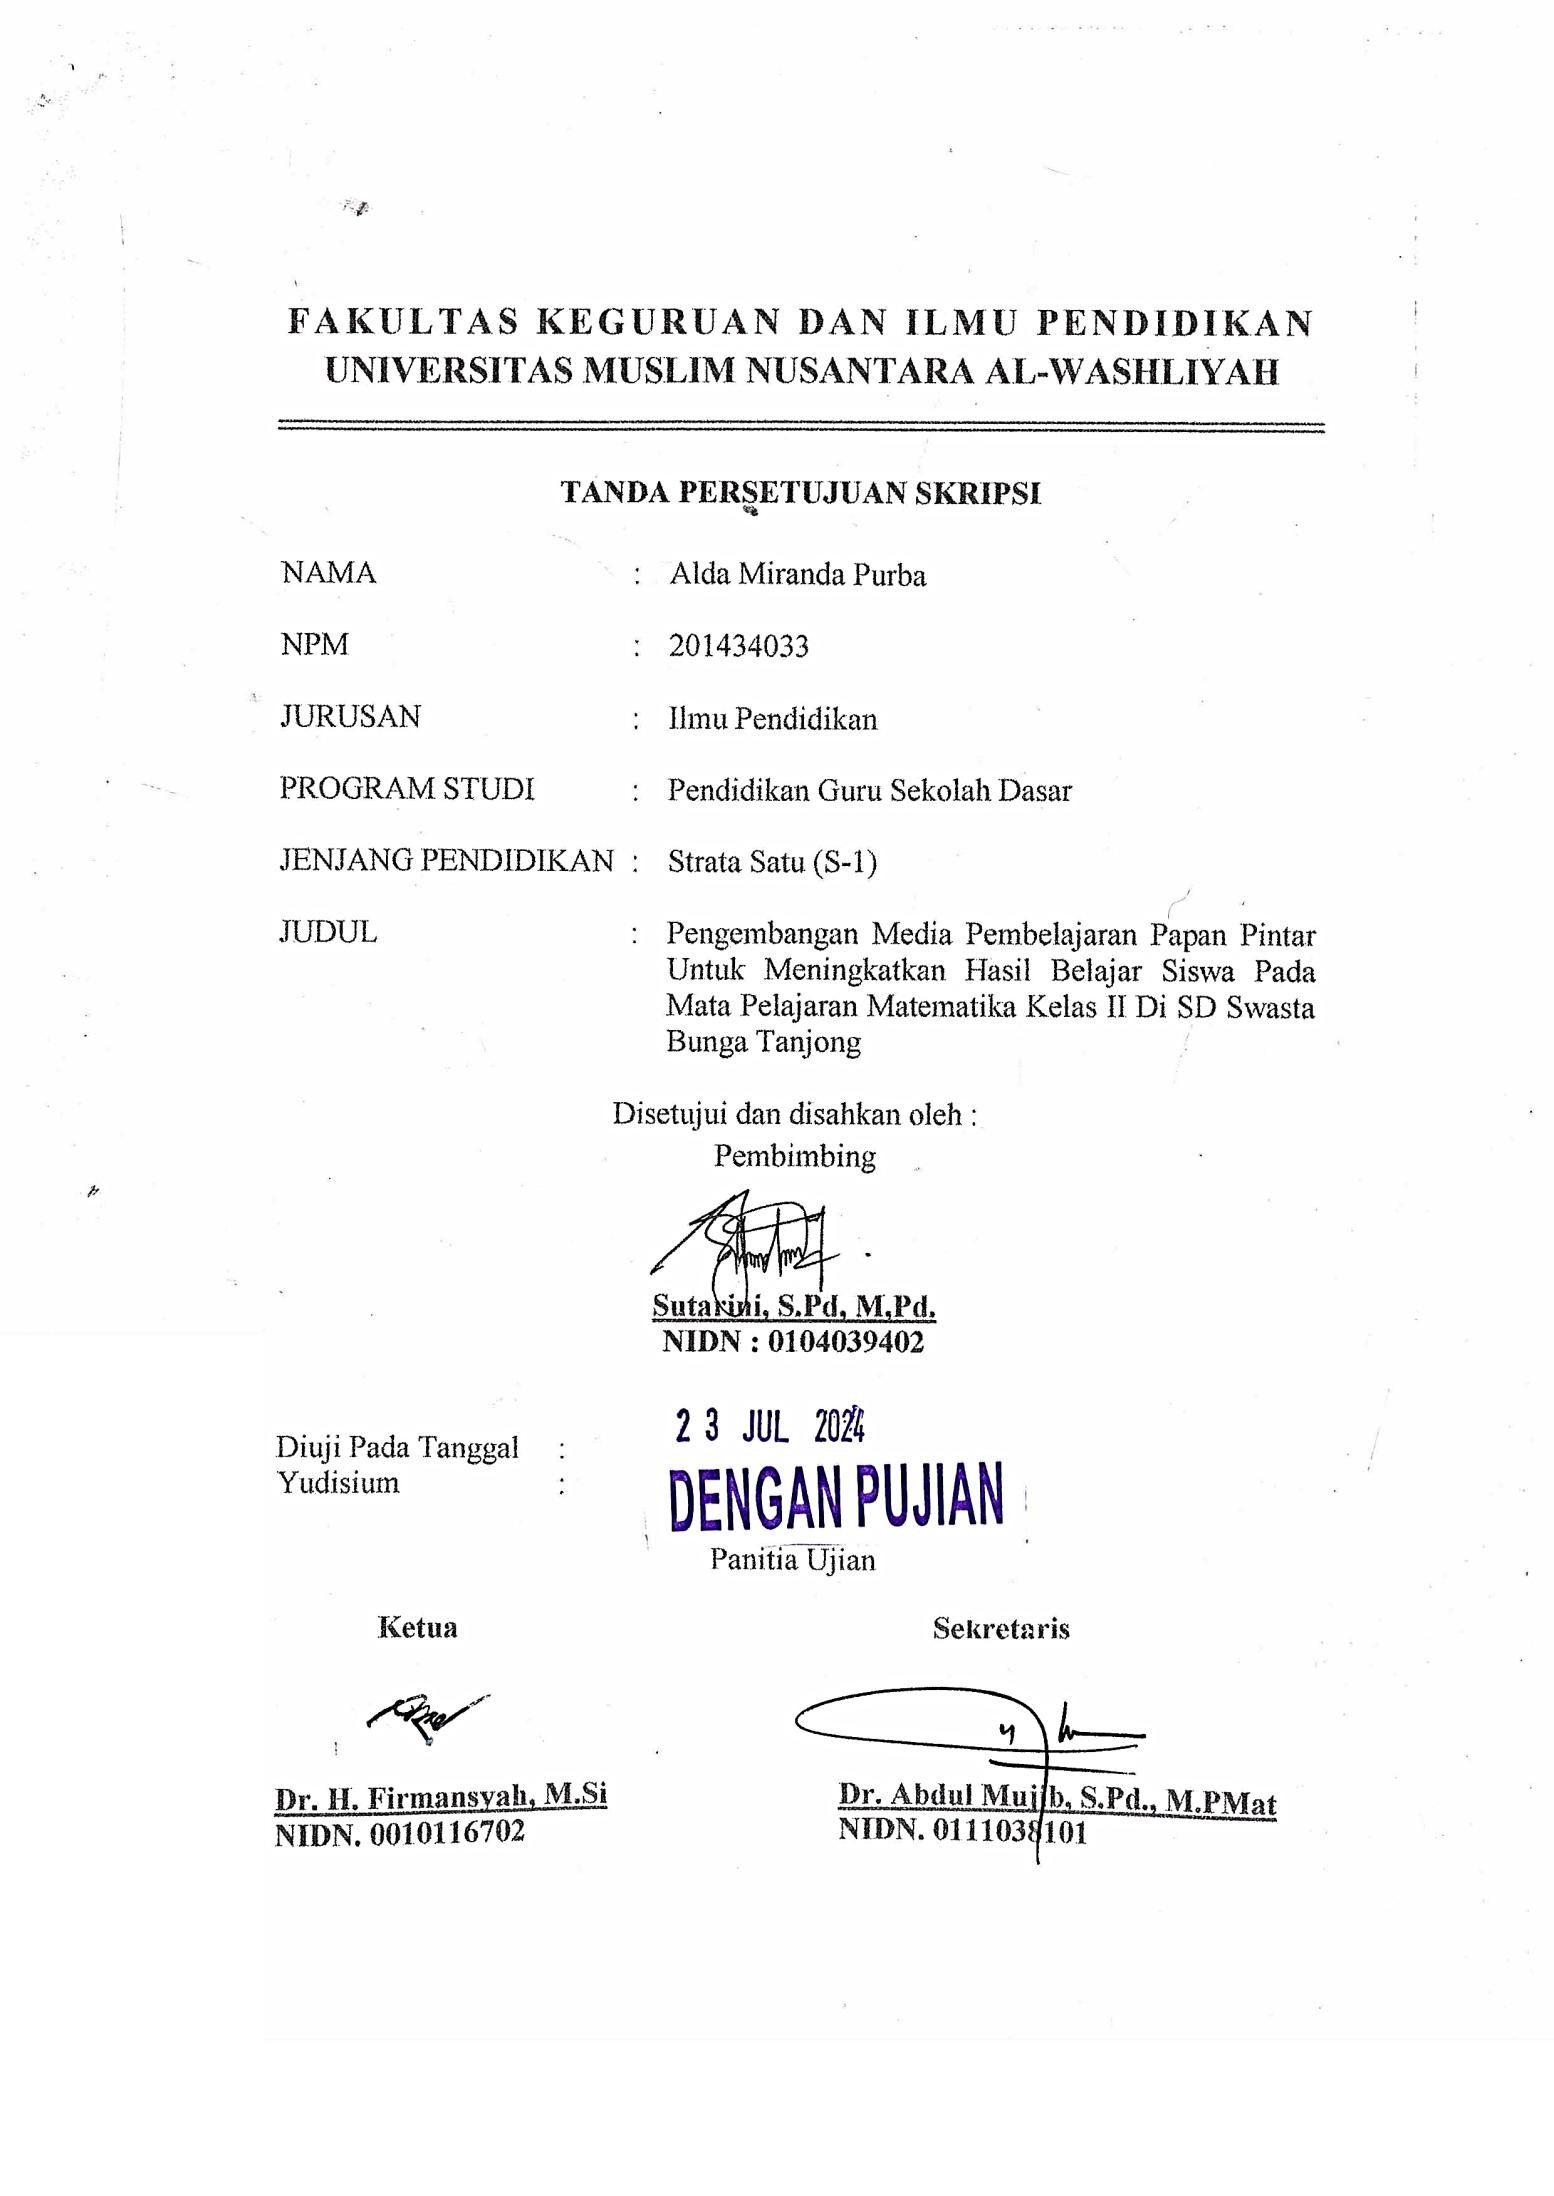 FAKULTAS KEGURUAN DAN ILMU PENDIDIKAN
UNIVERSITAS MUSLIM NUSANTARA AL-WASHLIYAH
TANDA PERSETUJUAN SKRIPSI
NAMA : Alda Miranda Purba
NPM : 201434033
JURUSAN : Ilmu Pendidikan
PROGRAM STUDI : Pendidikan Guru Sekolah Dasar
JENJANG PENDIDIKAN : Strata Satu (S-1)
JUDUL : Pengembangan Media Pembelajaran Papan Pintar
Untuk Meningkatkan Hasil Belajar Siswa Pada
Mata Pelajaran Matematika Kelas II Di SD Swasta
Bunga Tanjong
Disetujui dan disahkan oleh :
Pembimbing
Sutarini, S.Pd, M,Pd.
NIDN : 0104039402
Diuji Pada Tanggal : 23 JUL 2024
Yudisium : DENGAN PUJIAN
Panitia Ujian
Ketua Sekretaris
Dr. H. Firmansyah, M.Si Dr. Abdul Mujib, S.Pd., M.PMat
NIDN. 0010116702 NIDN. 0111038101